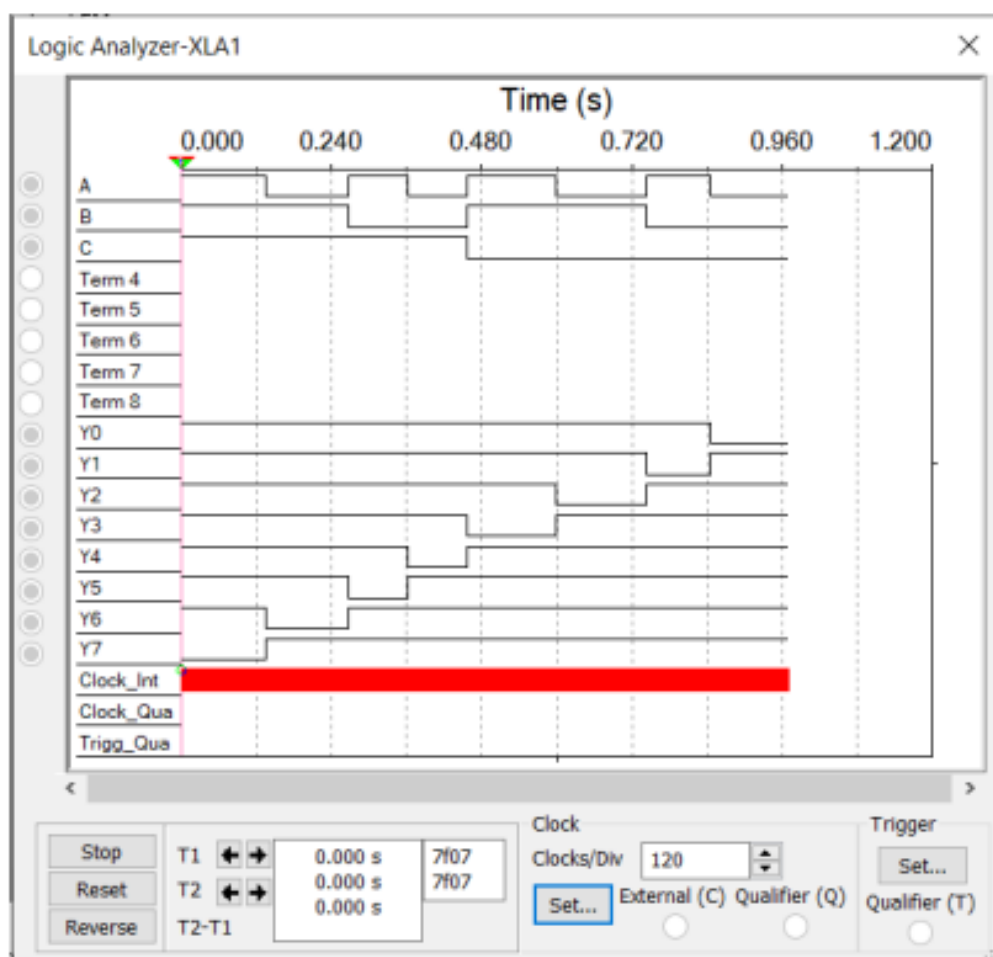 Logic Analyzer-XLA1
Time (s)
0.000 0.240 0.480 0.720 0.960 1.200
A
B
C
Term 4
Term 5
Term 6
Term 7
Term 8
Y0
Y1
Y2
Y3
Y4
Y5
Y6
Y7
Clock_Int
Clock_Qua
Trigg_Qua
Stop
Reset
Reverse
T1 0.000 s 7f07
T2 0.000 s 7f07
T2-T1 0.000 s
Clock
Clocks/Div 120
Set... External (C) Qualifier (Q)
Trigger
Set...
Qualifier (T)